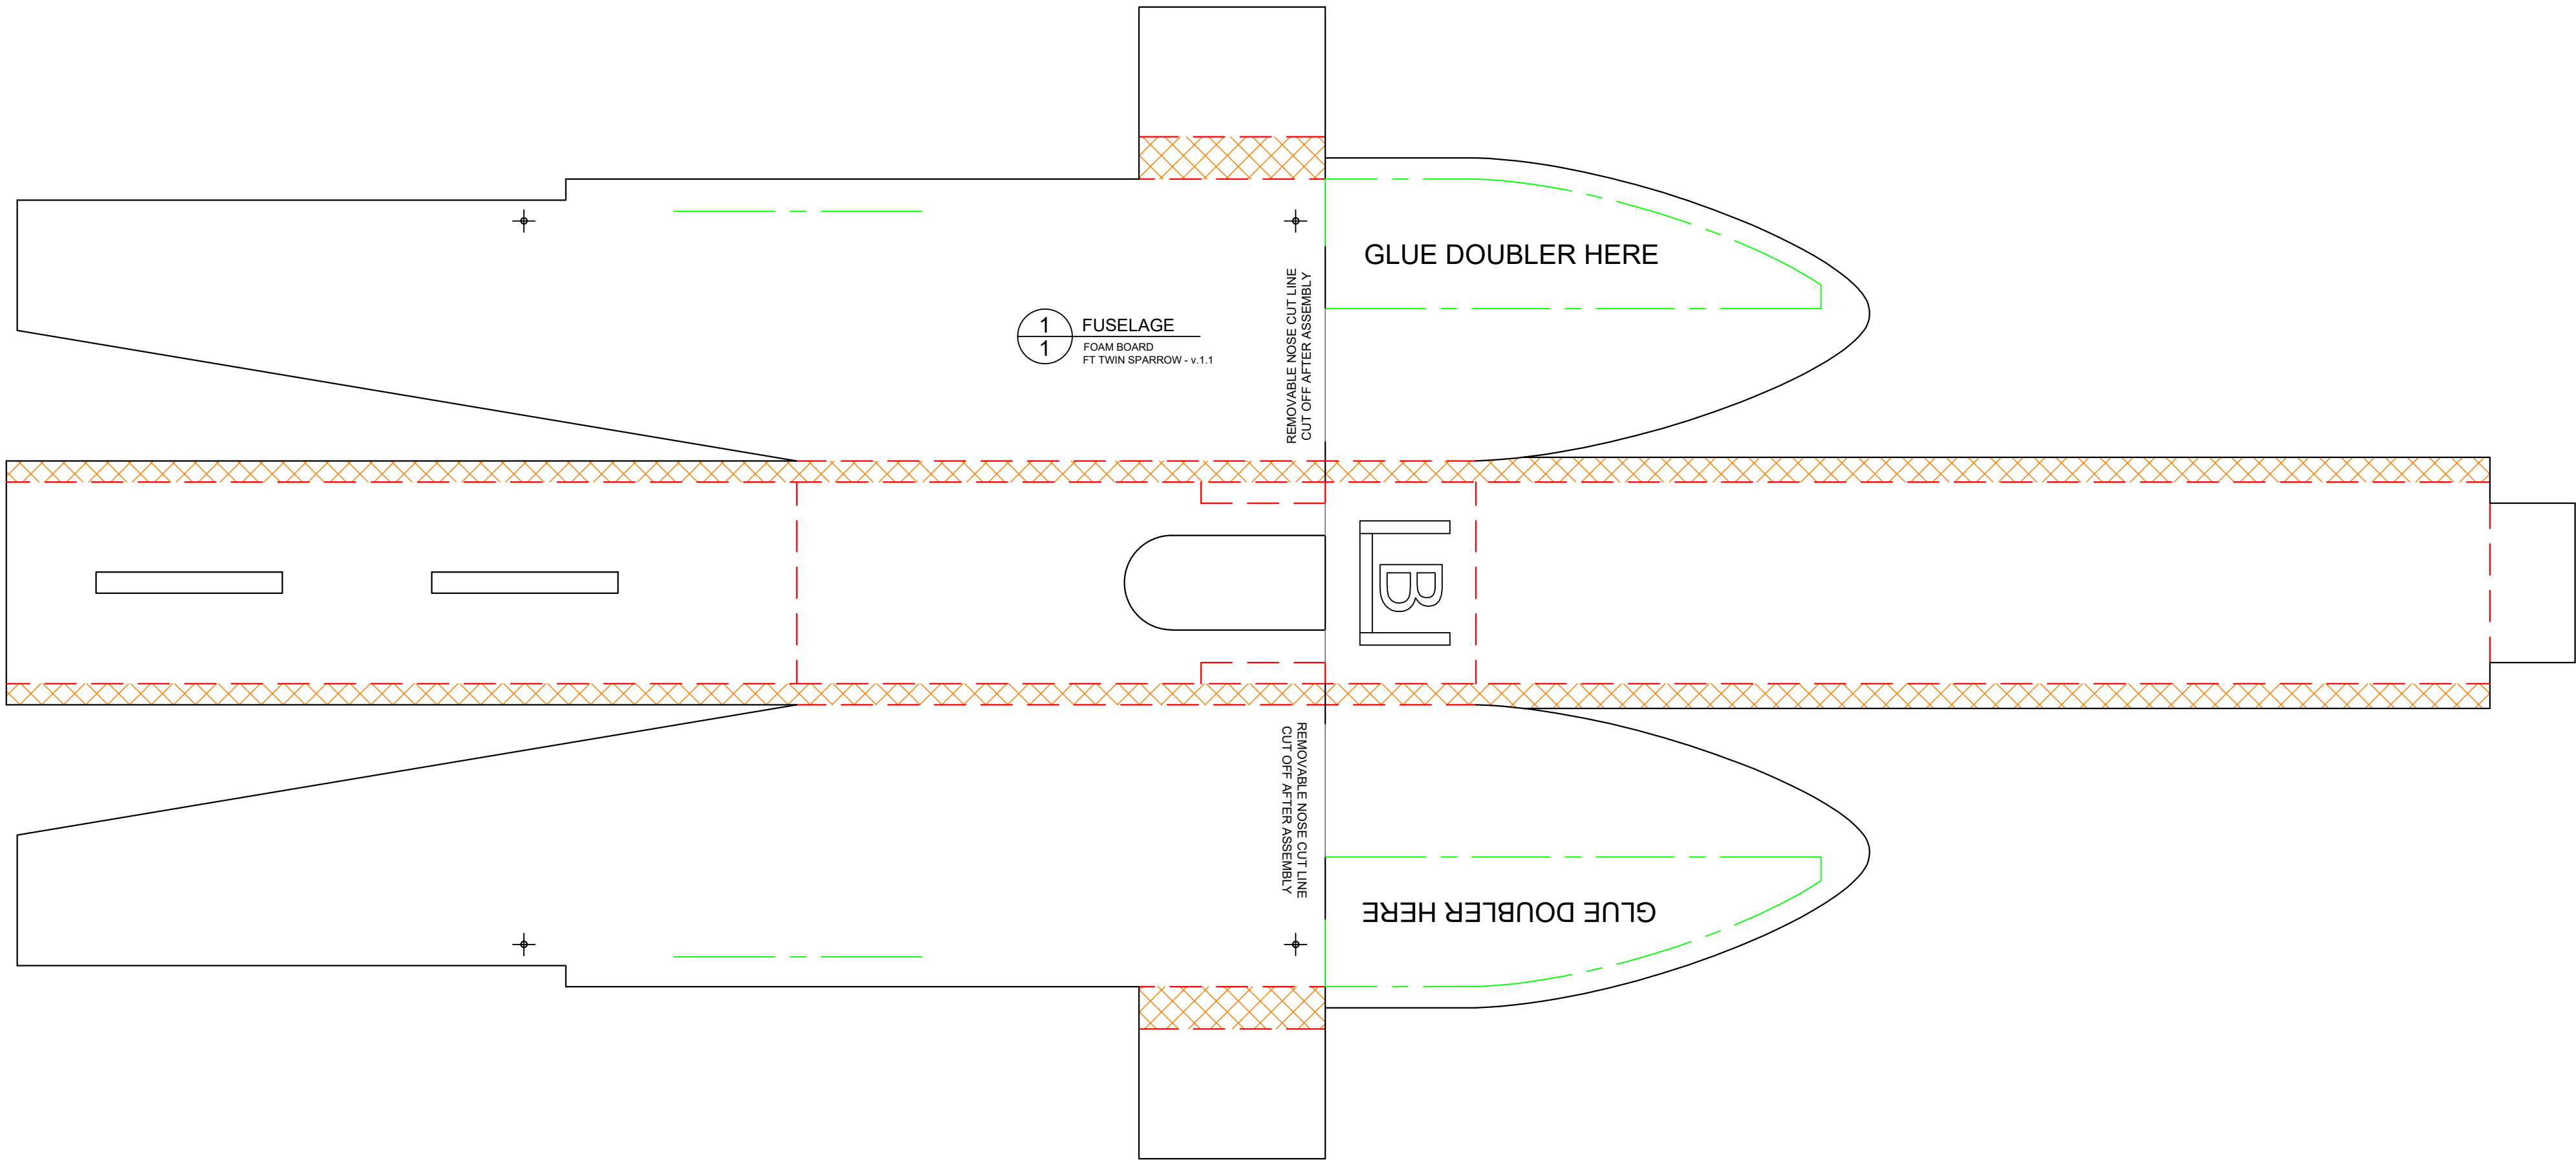 GLUE DOUBLER HERE
REMOVABLE NOSE CUT LINE
CUT OFF AFTER ASSEMBLY
1
1
FUSELAGE
FOAM BOARD
FT TWIN SPARROW - v.1.1
B
REMOVABLE NOSE CUT LINE
CUT OFF AFTER ASSEMBLY
GLUE DOUBLER HERE